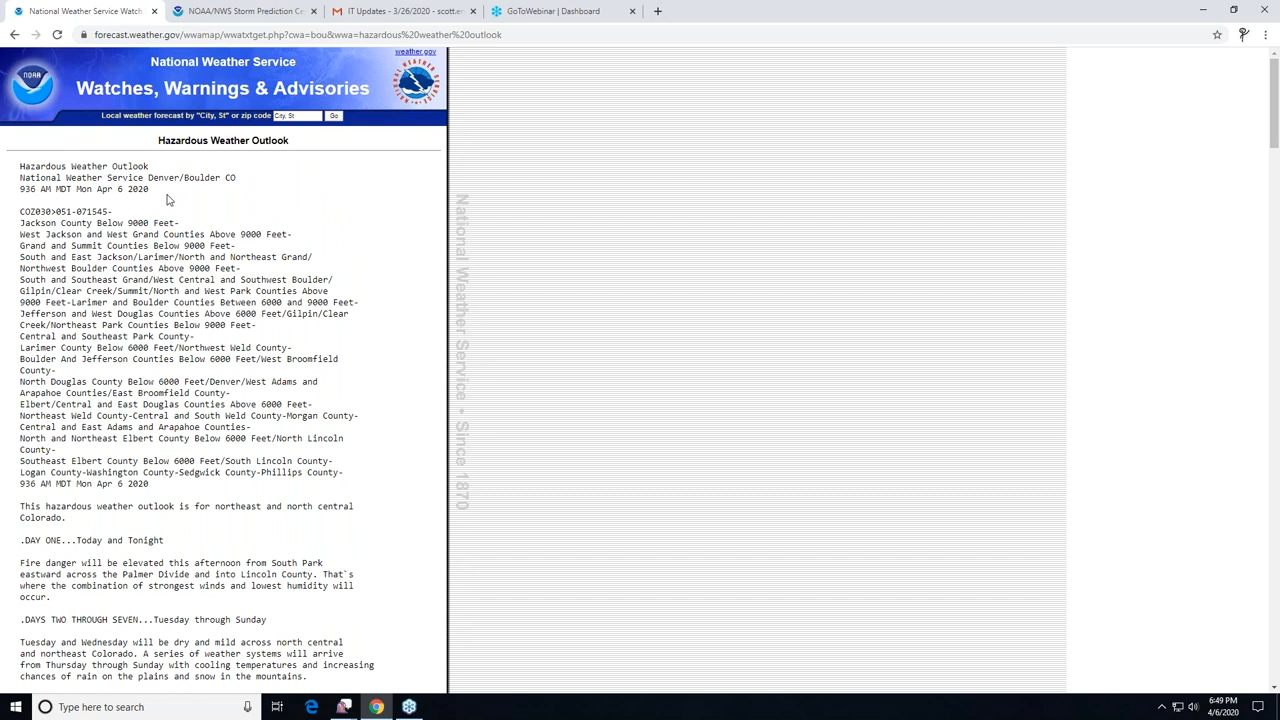 National Weather Service Watch
NOAA/NWS Storm Prediction Ce
IT Updates - 3/26/2020 - scott.e
GoToWebinar | Dashboard
forecast.weather.gov/wwamap/wwatxtget.php?cwa=bou&wwa=hazardous%20weather%20outlook
weather.gov
National Weather Service
NOAA
Watches, Warnings & Advisories
Local weather forecast by "City, St" or zip code City, St Go
Hazardous Weather Outlook
Hazardous Weather Outlook
National Weather Service Denver/Boulder CO
936 AM MDT Mon Apr 6 2020
COZ030>051-071545-
Jackson County Below 9000 Feet-
West Jackson and West Grand Counties Above 9000 Feet-
Grand and Summit Counties Below 9000 Feet-
South and East Jackson/Larimer/North and Northeast Grand/
Northwest Boulder Counties Above 9000 Feet-
South and Southeast Grand/West Central and Southwest Boulder/
Gilpin/Clear Creek/Summit/North and West Park Counties Above
9000 Feet-Larimer and Boulder Counties Between 6000 and 9000 Feet-
Jefferson and West Douglas Counties Above 6000 Feet/Gilpin/Clear
Creek/Northeast Park Counties Below 9000 Feet-
Central and Southeast Park County-
Larimer County Below 6000 Feet/Northwest Weld County-
Boulder And Jefferson Counties Below 6000 Feet/West Broomfield
County-
North Douglas County Below 6000 Feet/Denver/West Adams and
Arapahoe Counties/East Broomfield County-
Elbert/Central and East Douglas Counties Above 6000 Feet-
Northeast Weld County-Central and South Weld County-Morgan County-
Central and East Adams and Arapahoe Counties-
North and Northeast Elbert County Below 6000 Feet/North Lincoln
County-
Southeast Elbert County Below 6000 Feet/South Lincoln County-
Logan County-Washington County-Sedgwick County-Phillips County-
936 AM MDT Mon Apr 6 2020
This hazardous weather outlook is for northeast and north central
Colorado.
.DAY ONE...Today and Tonight
Fire danger will be elevated this afternoon from South Park
eastward across the Palmer Divide and into Lincoln County. That`s
where the combination of strongest winds and lowest humidity will
occur.
.DAYS TWO THROUGH SEVEN...Tuesday through Sunday
Tuesday and Wednesday will be dry and mild across north central
and northeast Colorado. A series of weather systems will arrive
from Thursday through Sunday with cooling temperatures and increasing
chances of rain on the plains and snow in the mountains.
National Weather Service • Since 1870
Type here to search
6:49 PM
4/6/2020